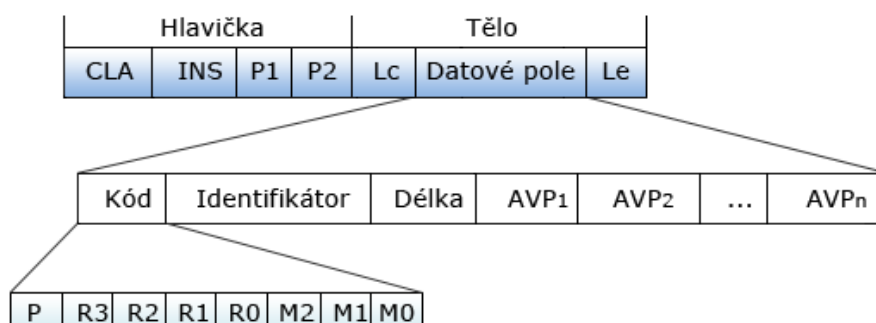 Hlavička Tělo
CLA INS P1 P2 Lc Datové pole Le
Kód Identifikátor Délka AVP1 AVP2 ... AVPn
P R3 R2 R1 R0 M2 M1 M0